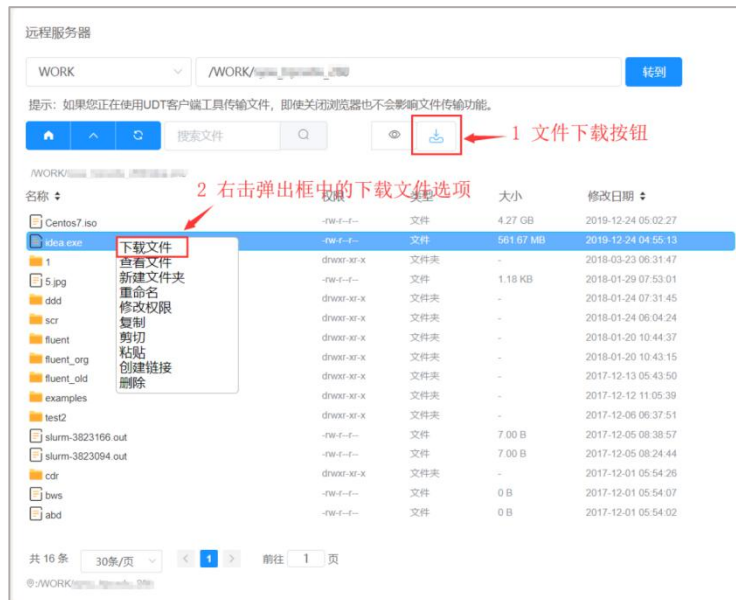 远程服务器
WORK /WORK/ 转到
提示：如果您正在使用UDT客户端工具传输文件，即使关闭浏览器也不会影响文件传输功能。
搜索文件
1 文件下载按钮
/WORK/
2 右击弹出框中的下载文件选项
名称 权限 类型 大小 修改日期
Centos7.iso -rw-r--r-- 文件 4.27 GB 2019-12-24 05:02:27
idea.exe -rw-r--r-- 文件 561.67 MB 2019-12-24 04:55:13
1 drwxr-xr-x 文件夹 - 2018-03-23 06:31:47
5.jpg -rw-r--r-- 文件 1.18 KB 2018-01-29 07:53:01
ddd drwxr-xr-x 文件夹 - 2018-01-24 07:31:45
scr drwxr-xr-x 文件夹 - 2018-01-24 06:04:24
fluent drwxr-xr-x 文件夹 - 2018-01-20 10:44:37
fluent_org drwxr-xr-x 文件夹 - 2018-01-20 10:43:15
fluent_old drwxr-xr-x 文件夹 - 2017-12-13 05:43:50
examples drwxr-xr-x 文件夹 - 2017-12-12 11:05:39
test2 drwxr-xr-x 文件夹 - 2017-12-06 06:37:51
slurm-3823166.out -rw-r--r-- 文件 7.00 B 2017-12-05 08:38:57
slurm-3823094.out -rw-r--r-- 文件 7.00 B 2017-12-05 08:24:44
cdr drwxr-xr-x 文件夹 - 2017-12-01 05:54:26
bws -rw-r--r-- 文件 0 B 2017-12-01 05:54:07
abd -rw-r--r-- 文件 0 B 2017-12-01 05:54:02
下载文件
查看文件
新建文件夹
重命名
修改权限
复制
剪切
粘贴
创建链接
删除
共 16 条 30条/页 < 1 > 前往 1 页
:/WORK/